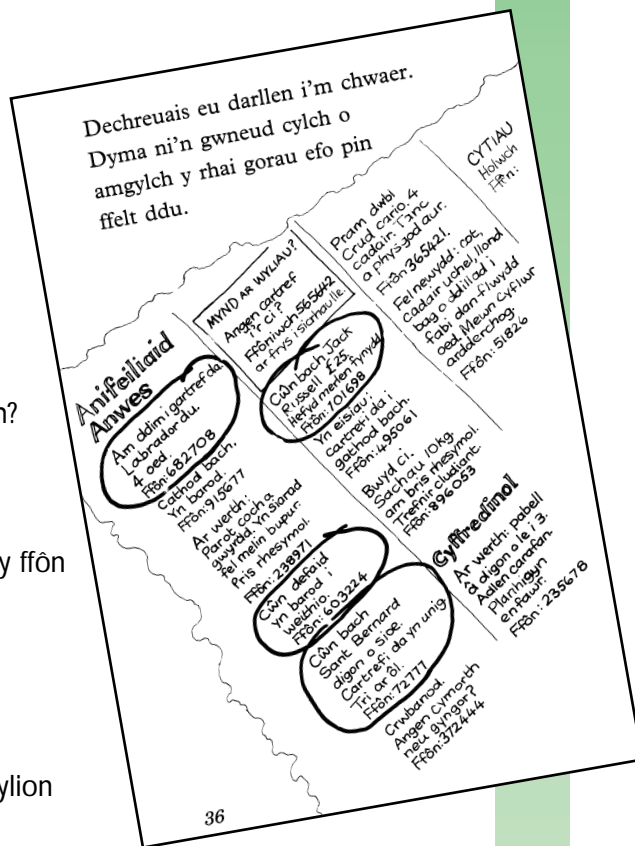 Dechreuais eu darllen i'm chwaer.
Dyma ni'n gwneud cylch o
amgylch y rhai gorau efo pin
ffelt ddu.
Anifeiliaid
Anwes
Am ddim i gartref da.
Labrador du.
4 oed.
Ffôn: 682708
Cathod bach.
Yn barod.
Ffôn: 915677
Ar werth:
Parot coch a
gwyrdd. Yn siarad
fel melin bupur.
Pris rhesymol.
Ffôn: 238971
Cŵn defaid
yn barod i
weithio.
Ffôn: 603224
Cŵn bach
Sant Bernard
digon o sioe.
Cartrefi da yn unig.
Tri ar ôl.
Ffôn: 72777
Crwbanod.
Angen cymorth
neu gyngor?
Ffôn: 372444
MYND AR WYLIAU?
Angen cartref
i'r ci?
Ffôniwch 565642
ar frys i sicrhau lle.
Cŵn bach Jack
Russell £25.
Hefyd merlen fynydd
Ffôn: 101698
Yn eisiau:
cartref da i
gathod bach.
Ffôn: 495061
Bwyd ci.
Sachau 10kg.
am bris rhesymol.
Trefnir cludiant.
Ffôn: 896053
Cyffredinol
Ar werth: pabell
â digon o le i 3.
Adlen carafan.
Planhigyn
enfawr.
Ffôn: 235678
Pram dwbl
Crud cario. 4
cadair. Tanc
a physgod aur.
Ffôn 365421.
Fel newydd: cot,
cadair uchel, llond
bag o ddillad i
fabi dan flwydd
oed. Mewn cyflwr
ardderchog.
Ffôn: 51826
CYTIAU
Holwch
Ffôn:
36
n?
y ffôn
ylion